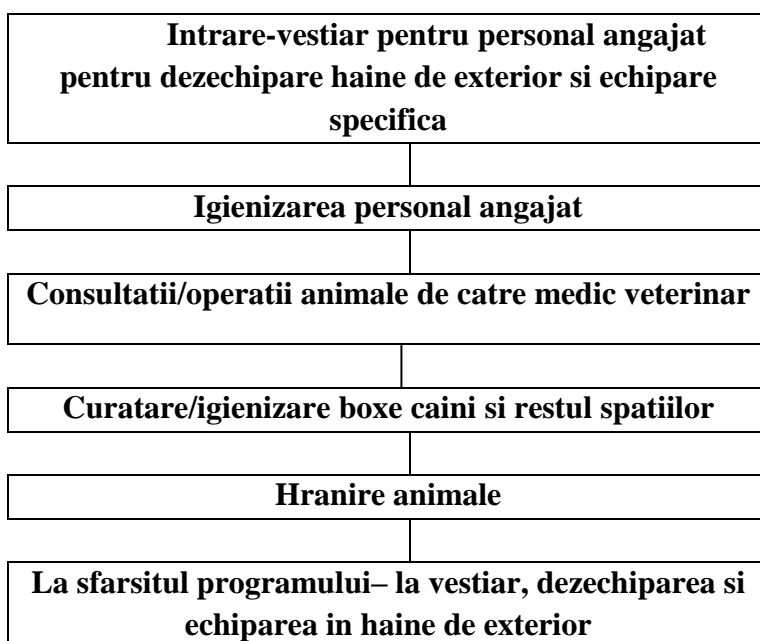 Intrare-vestiar pentru personal angajat
pentru dezechipare haine de exterior si echipare
specifica
Igienizarea personal angajat
Consultatii/operatii animale de catre medic veterinar
Curatare/igienizare boxe caini si restul spatiilor
Hranire animale
La sfarsitul programului– la vestiar, dezechiparea si
echiparea in haine de exterior